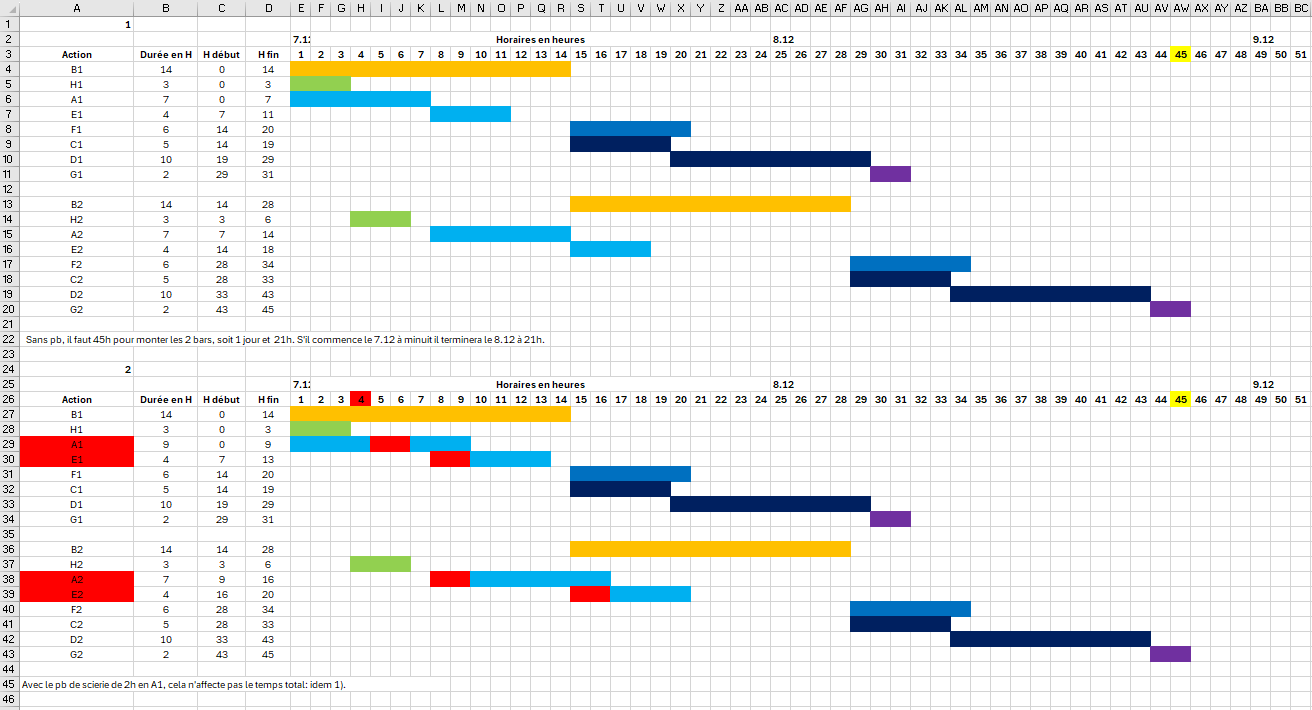 A B C D E F G H I J K L M N O P Q R S T U V W X Y Z AA AB AC AD AE AF AG AH AI AJ AK AL AM AN AO AP AQ AR AS AT AU AV AW AX AY AZ BA BB BC
1 1
2 7.12 Horaires en heures 8.12 9.12
3 Action Durée en H H début H fin 1 2 3 4 5 6 7 8 9 10 11 12 13 14 15 16 17 18 19 20 21 22 23 24 25 26 27 28 29 30 31 32 33 34 35 36 37 38 39 40 41 42 43 44 45 46 47 48 49 50 51
4 B1 14 0 14
5 H1 3 0 3
6 A1 7 0 7
7 E1 4 7 11
8 F1 6 14 20
9 C1 5 14 19
10 D1 10 19 29
11 G1 2 29 31
12
13 B2 14 14 28
14 H2 3 3 6
15 A2 7 7 14
16 E2 4 14 18
17 F2 6 28 34
18 C2 5 28 33
19 D2 10 33 43
20 G2 2 43 45
21
22 Sans pb, il faut 45h pour monter les 2 bars, soit 1 jour et 21h. S'il commence le 7.12 à minuit il terminera le 8.12 à 21h.
23
24 2
25 7.12 Horaires en heures 8.12 9.12
26 Action Durée en H H début H fin 1 2 3 4 5 6 7 8 9 10 11 12 13 14 15 16 17 18 19 20 21 22 23 24 25 26 27 28 29 30 31 32 33 34 35 36 37 38 39 40 41 42 43 44 45 46 47 48 49 50 51
27 B1 14 0 14
28 H1 3 0 3
29 A1 9 0 9
30 E1 4 7 13
31 F1 6 14 20
32 C1 5 14 19
33 D1 10 19 29
34 G1 2 29 31
35
36 B2 14 14 28
37 H2 3 3 6
38 A2 7 9 16
39 E2 4 16 20
40 F2 6 28 34
41 C2 5 28 33
42 D2 10 33 43
43 G2 2 43 45
44
45 Avec le pb de scierie de 2h en A1, cela n'affecte pas le temps total: idem 1).
46